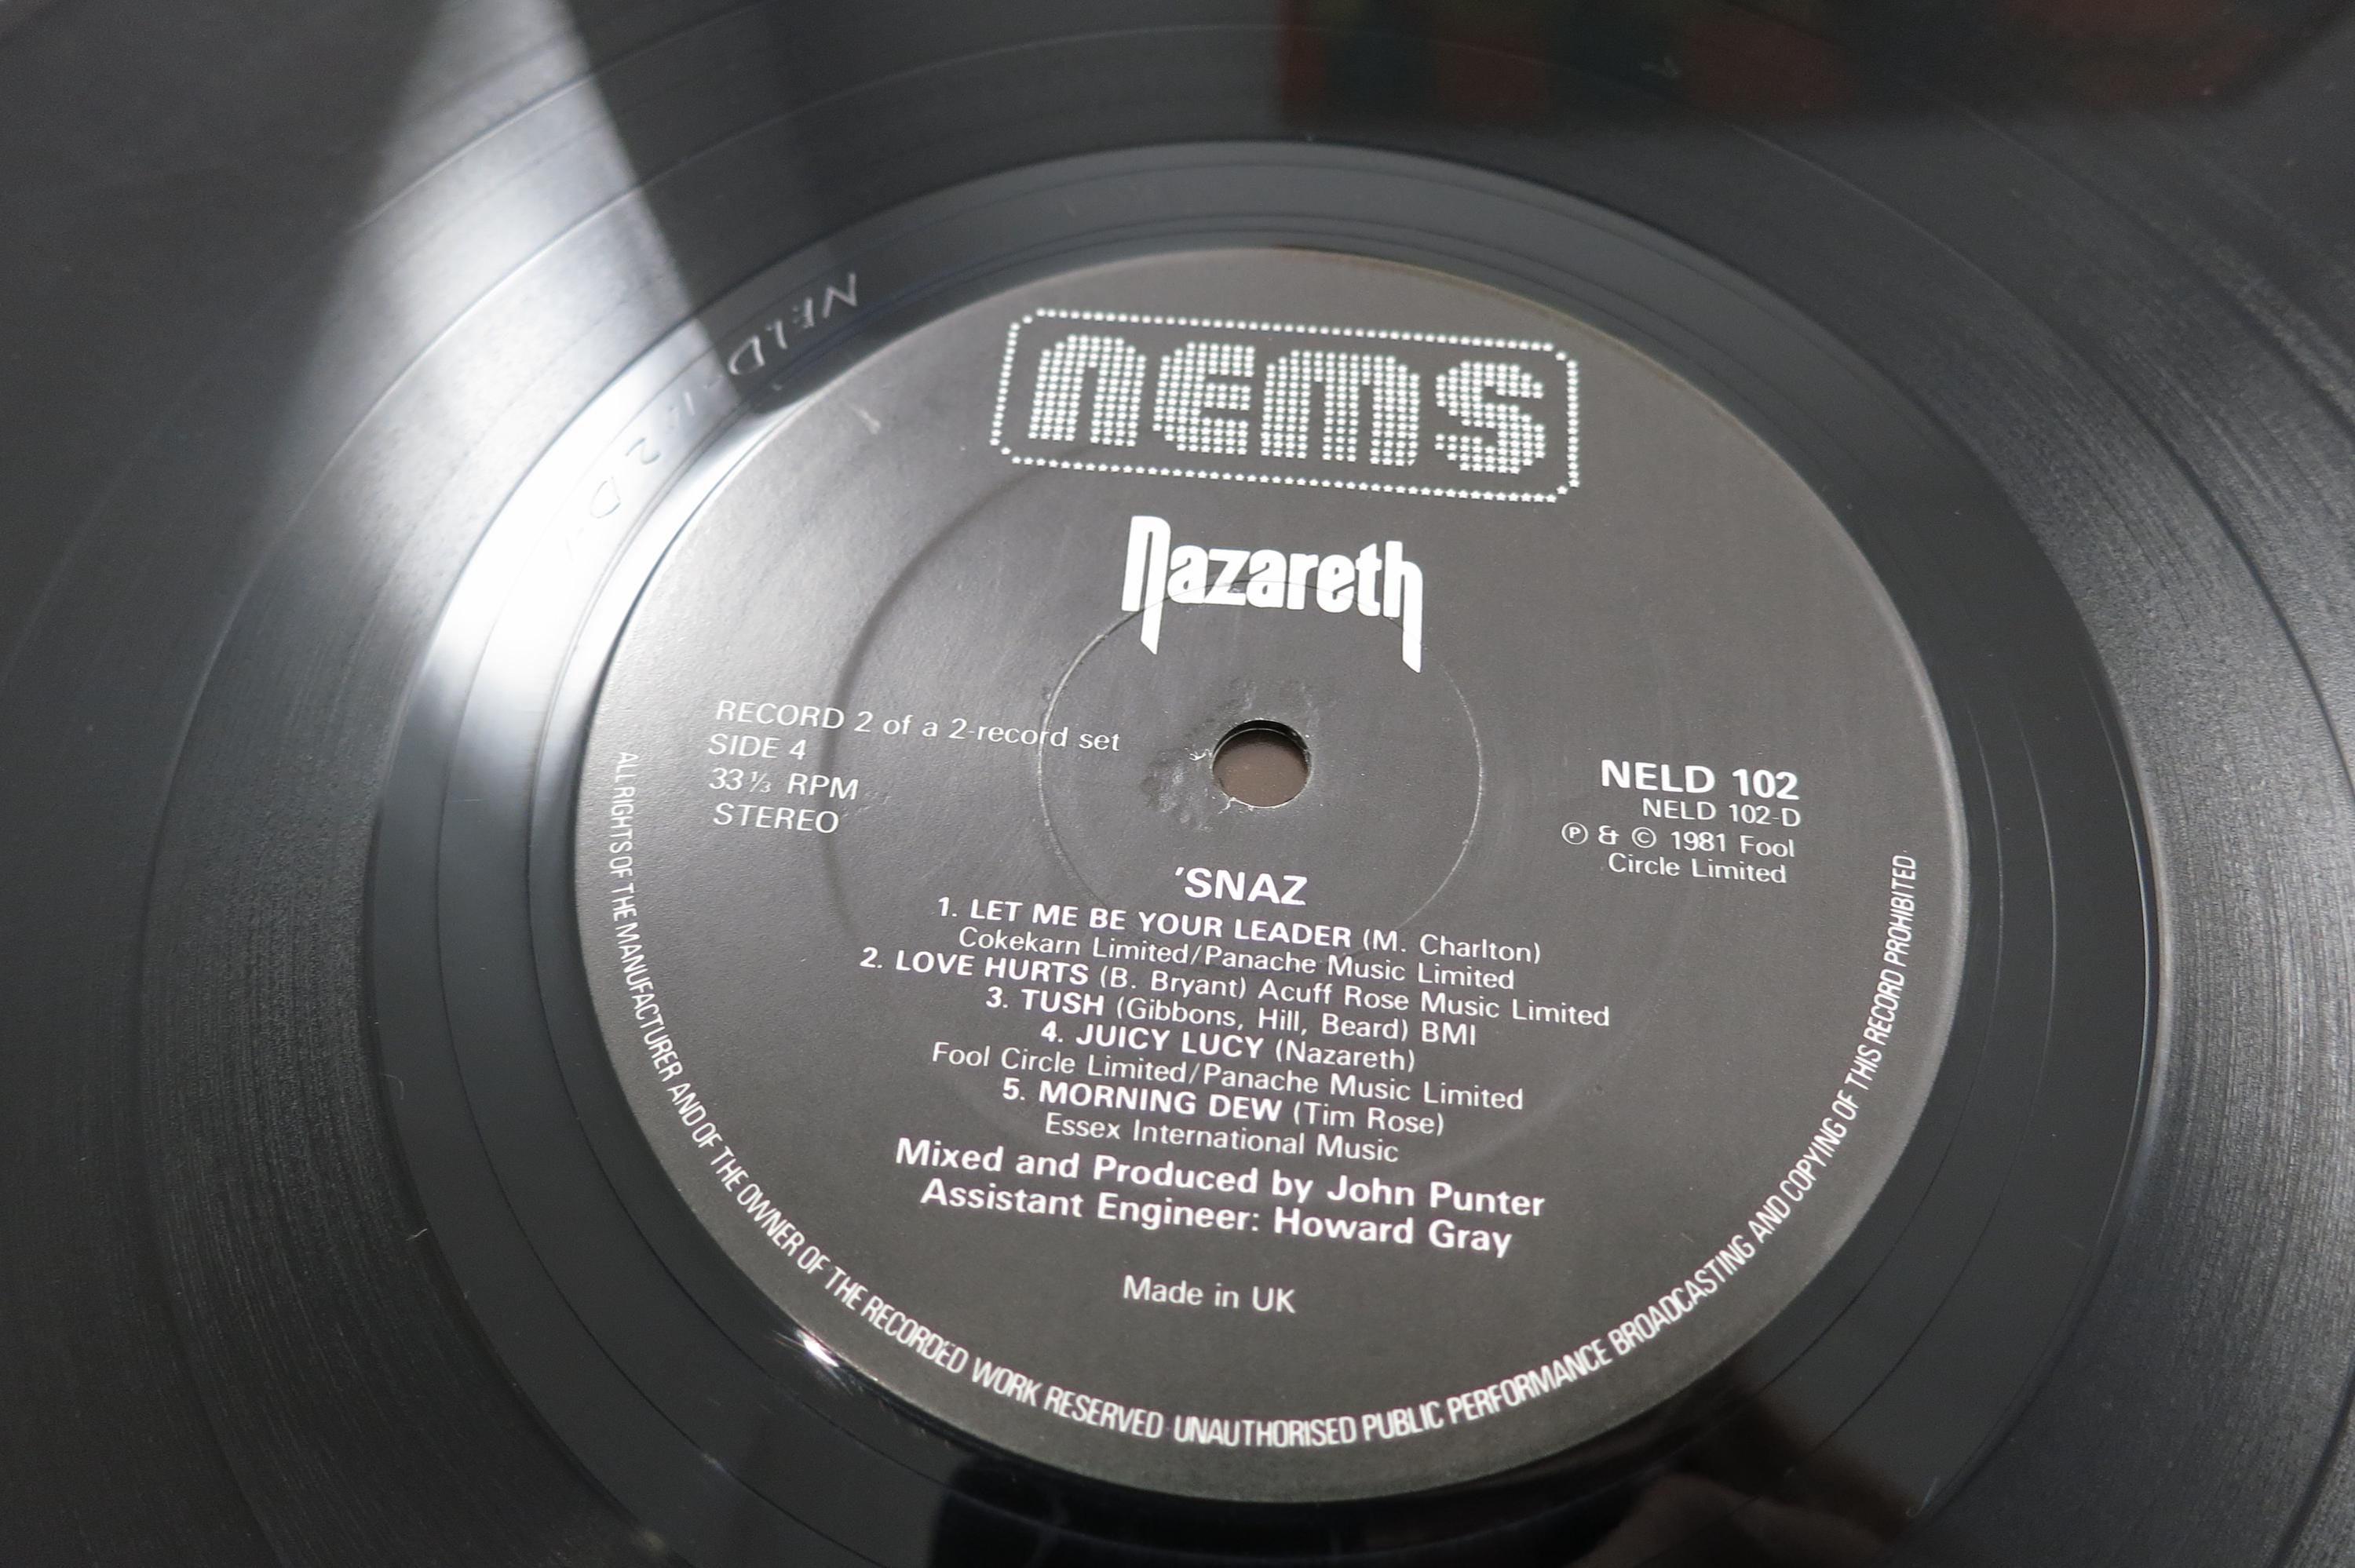 nems
Nazareth
RECORD 2 of a 2-record set
SIDE 4
33⅓ RPM
STEREO
NELD 102
NELD 102-D
℗ & © 1981 Fool
Circle Limited
'SNAZ
1. LET ME BE YOUR LEADER (M. Charlton)
Cokekarn Limited/Panache Music Limited
2. LOVE HURTS (B. Bryant) Acuff Rose Music Limited
3. TUSH (Gibbons, Hill, Beard) BMI
4. JUICY LUCY (Nazareth)
Fool Circle Limited/Panache Music Limited
5. MORNING DEW (Tim Rose)
Essex International Music
Mixed and Produced by John Punter
Assistant Engineer: Howard Gray
Made in UK
ALL RIGHTS OF THE MANUFACTURER AND OF THE OWNER OF THE RECORDED WORK RESERVED UNAUTHORISED PUBLIC PERFORMANCE BROADCASTING AND COPYING OF THIS RECORD PROHIBITED
NELD